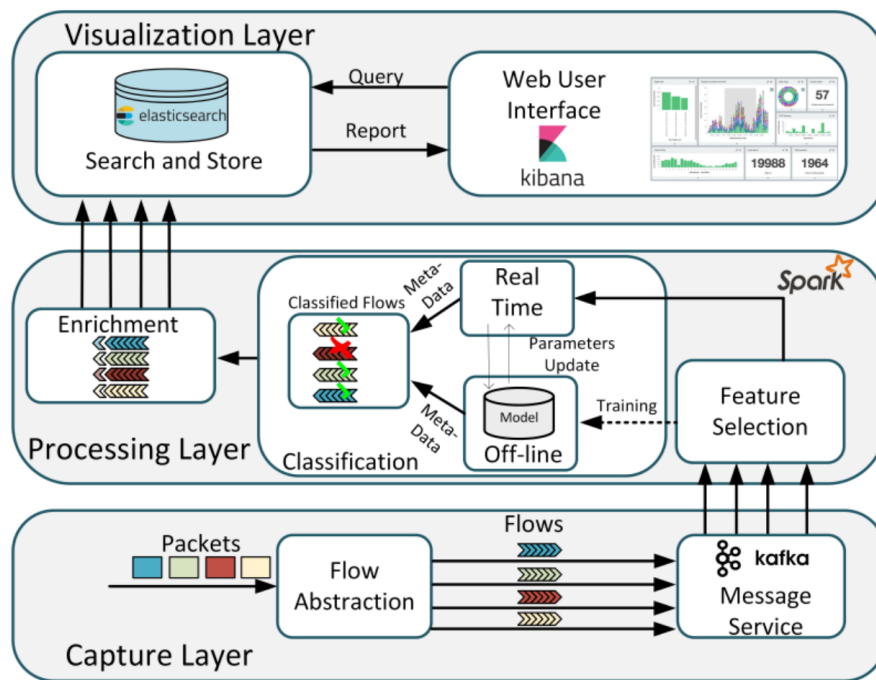 Visualization Layer
elasticsearch
Search and Store
Query
Report
Web User
Interface
kibana
57
19988
1964
Spark
Enrichment
Classified Flows
Meta-
Data
Real
Time
Parameters
Update
Meta-
Data
Model
Off-line
Training
Feature
Selection
Classification
Processing Layer
Packets
Flow
Abstraction
Flows
kafka
Message
Service
Capture Layer